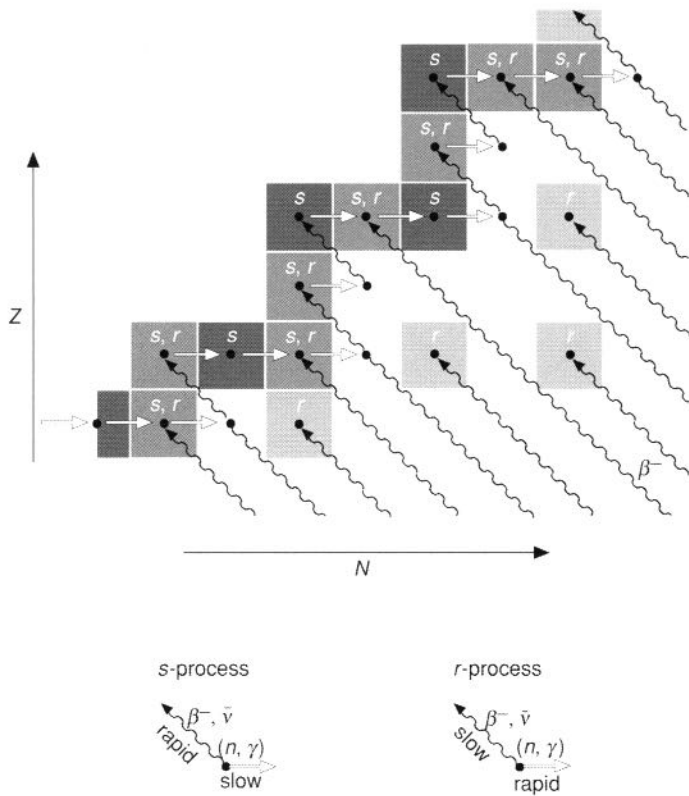 s s, r s, r
s, r
s s, r s r
s, r
s, r s s, r r r
s, r r
Z
β⁻
N
s-process r-process
β⁻, ν̄ β⁻, ν̄
rapid slow
(n, γ) (n, γ)
slow rapid